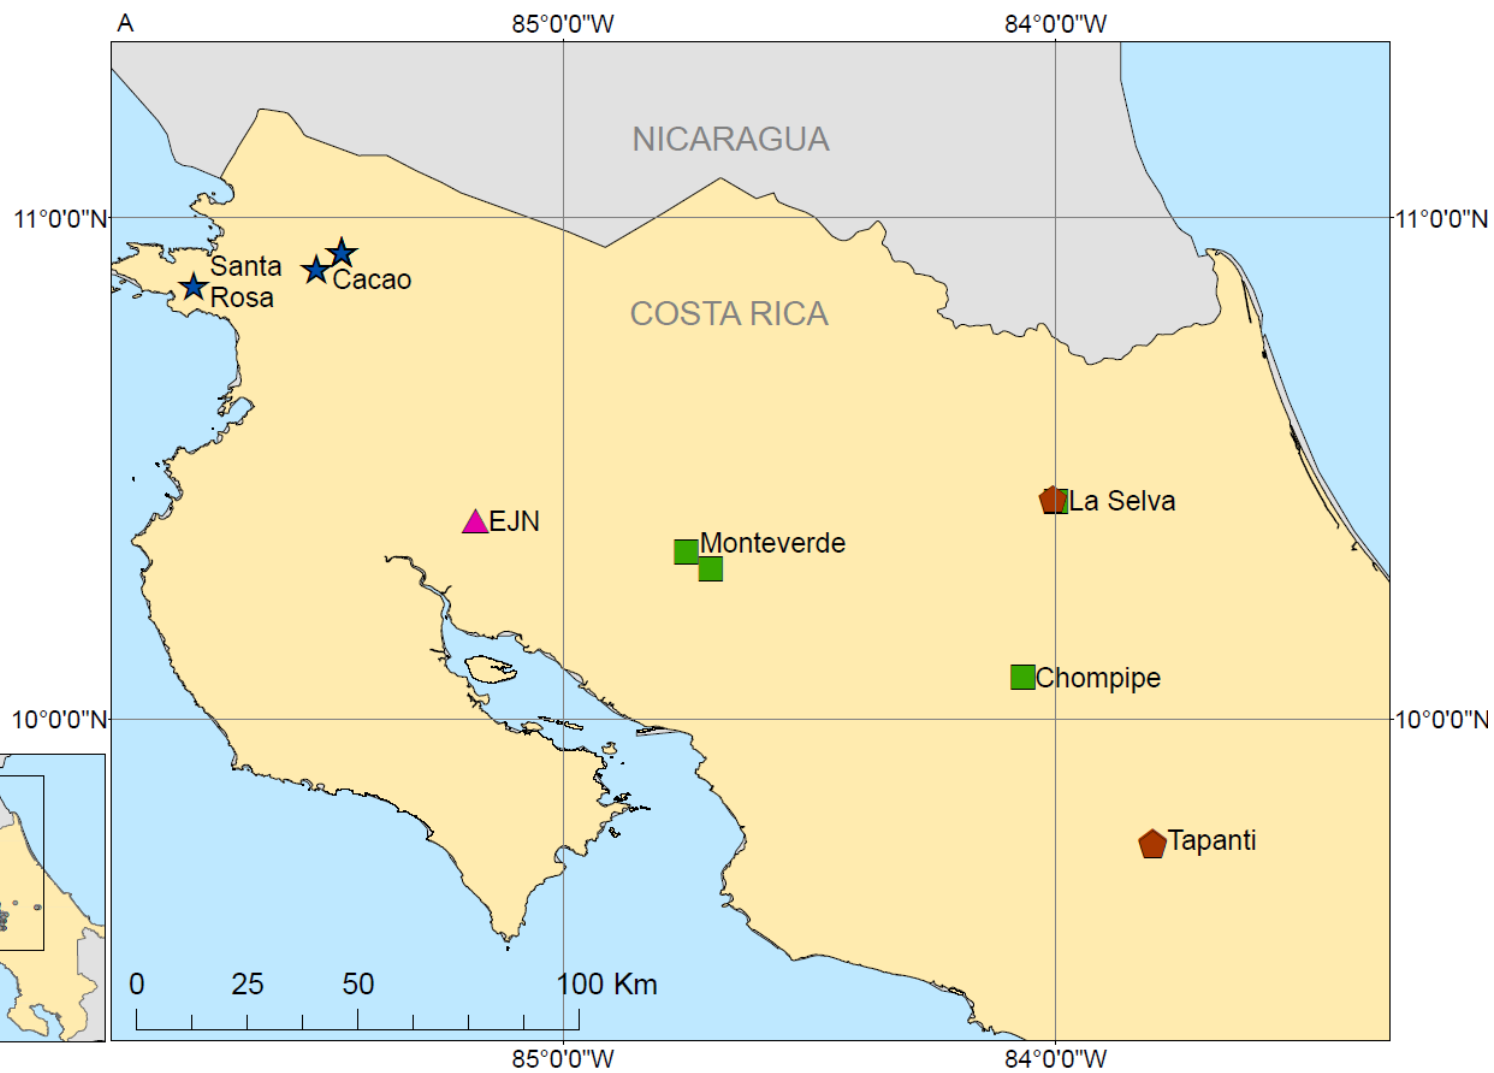 A
85°0'0"W
84°0'0"W
NICARAGUA
11°0'0"N
11°0'0"N
Santa
Rosa
Cacao
COSTA RICA
La Selva
EJN
Monteverde
Chompipe
10°0'0"N
10°0'0"N
Tapanti
0 25 50 100 Km
85°0'0"W
84°0'0"W